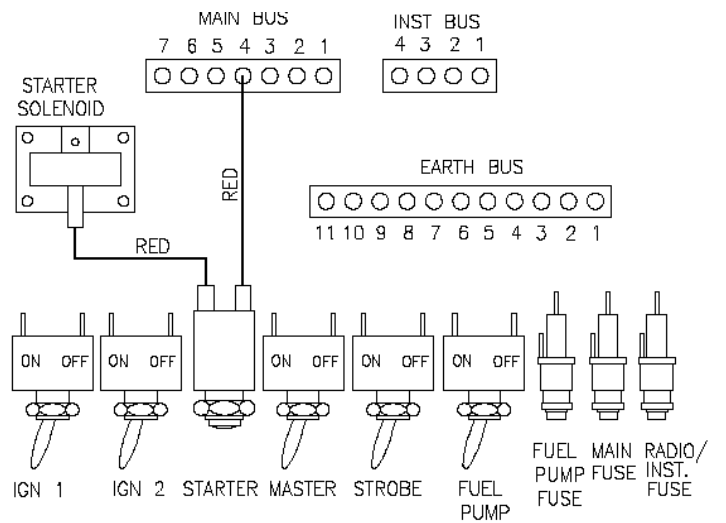 MAIN BUS
7 6 5 4 3 2 1
INST BUS
4 3 2 1
STARTER
SOLENOID
RED
RED
EARTH BUS
11 10 9 8 7 6 5 4 3 2 1
ON OFF
ON OFF
ON OFF
ON OFF
ON OFF
IGN 1
IGN 2
STARTER
MASTER
STROBE
FUEL
PUMP
FUEL
PUMP
FUSE
MAIN
FUSE
RADIO/
INST.
FUSE